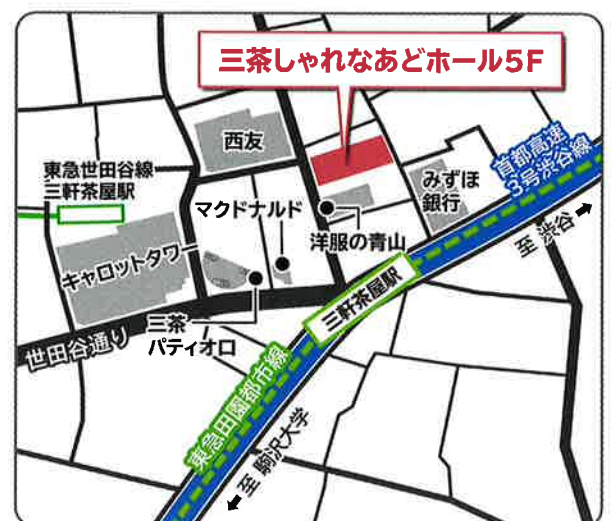 三茶しゃれなあどホール5F
西友
東急世田谷線
三軒茶屋駅
マクドナルド
みずほ
銀行
首都高速
3号渋谷線
至 渋谷
洋服の青山
キャロットタワー
三軒茶屋駅
三茶
パティオロ
世田谷通り
東急田園都市線
至 駒沢大学